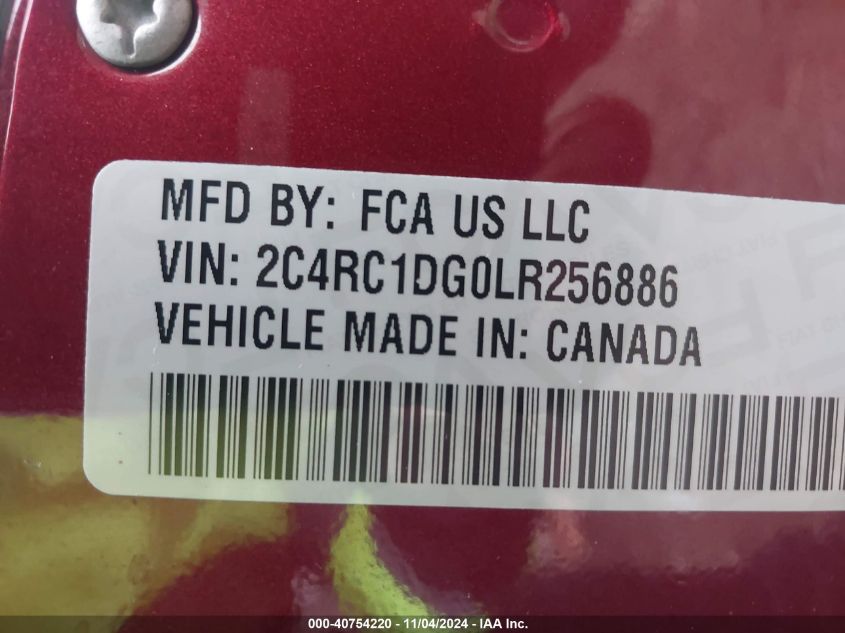 MFD BY: FCA US LLC
VIN: 2C4RC1DG0LR256886
VEHICLE MADE IN: CANADA
000-40754220 - 11/04/2024 - IAA Inc.